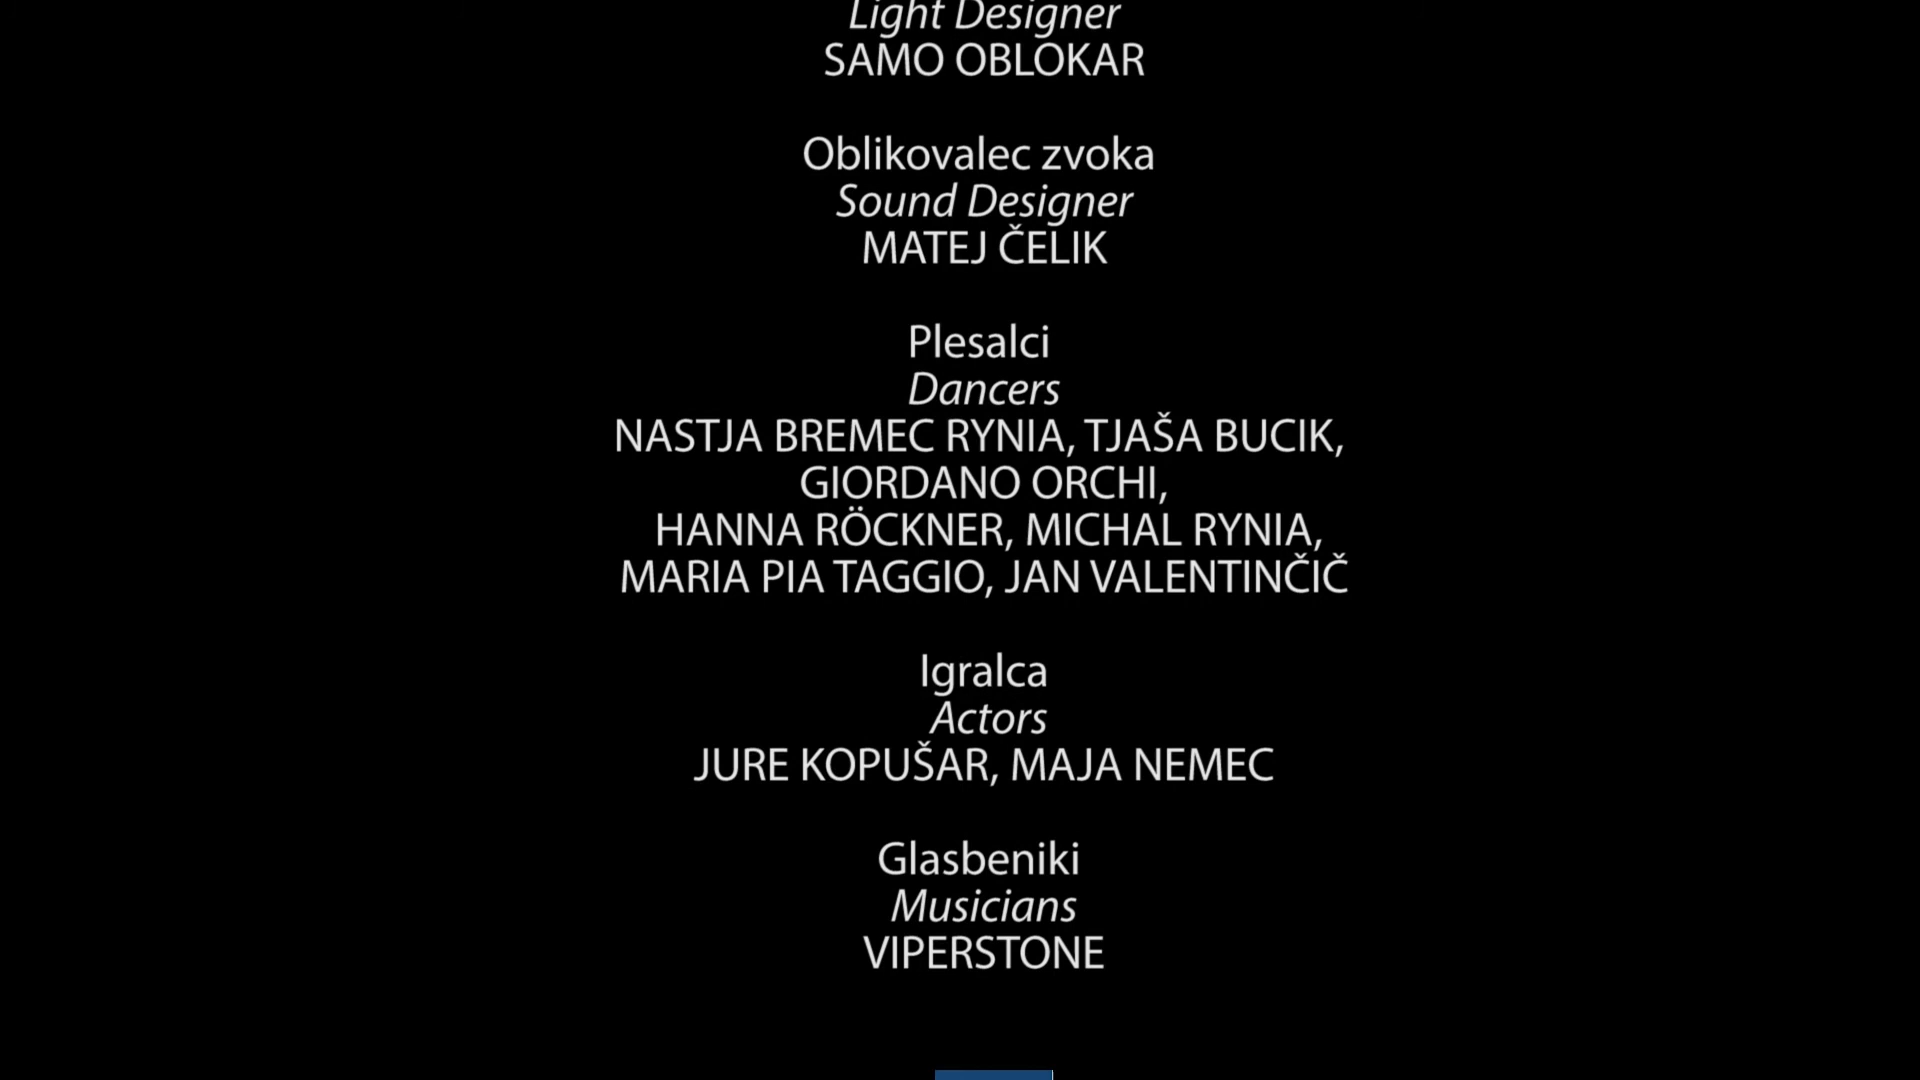 Light Designer
SAMO OBLOKAR
Oblikovalec zvoka
Sound Designer
MATEJ ČELIK
Plesalci
Dancers
NASTJA BREMEC RYNIA, TJAŠA BUCIK,
GIORDANO ORCHI,
HANNA RÖCKNER, MICHAL RYNIA,
MARIA PIA TAGGIO, JAN VALENTINČIČ
Igralca
Actors
JURE KOPUŠAR, MAJA NEMEC
Glasbeniki
Musicians
VIPERSTONE